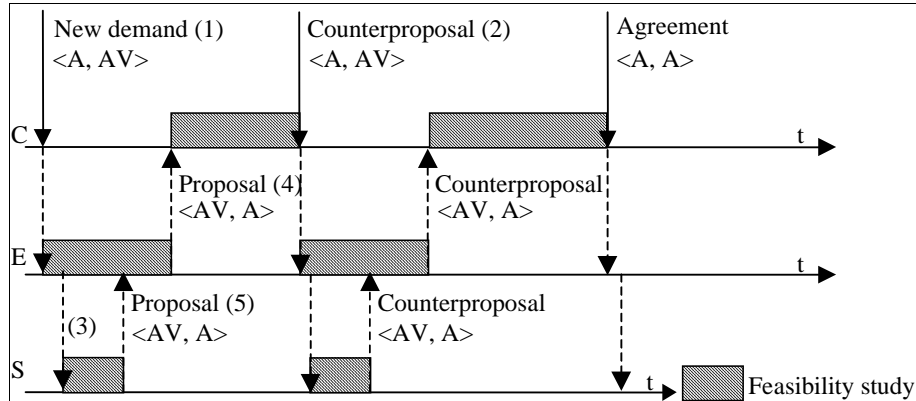 New demand (1)
<A, AV>
Counterproposal (2)
<A, AV>
Agreement
<A, A>
C
t
Proposal (4)
<AV, A>
Counterproposal
<AV, A>
E
t
(3)
Proposal (5)
<AV, A>
Counterproposal
<AV, A>
S
t
Feasibility study